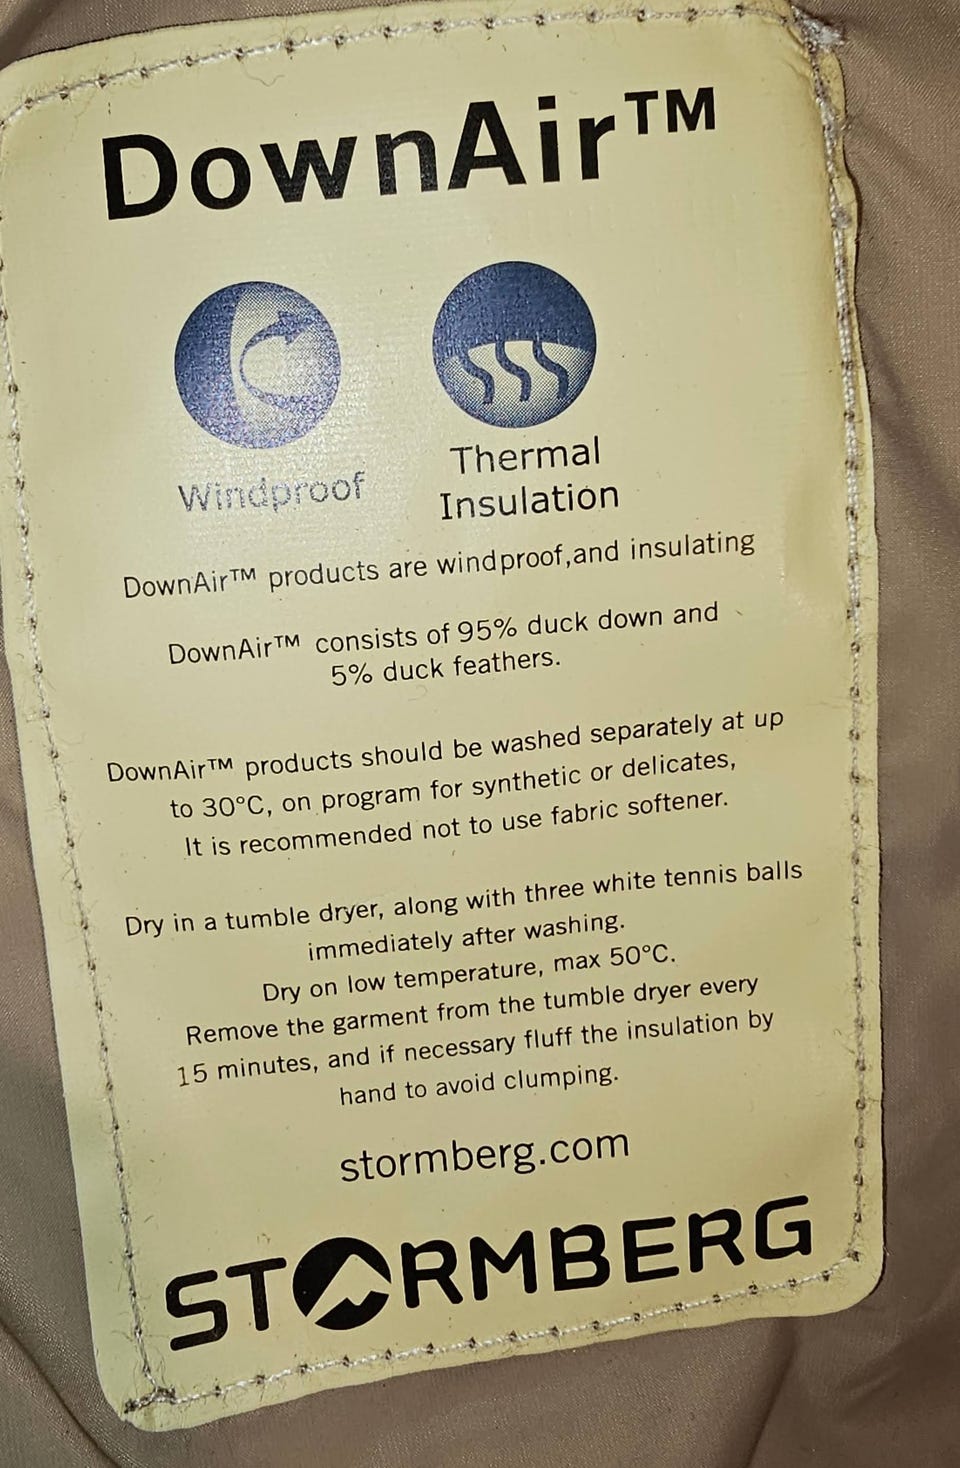 DownAir™
Windproof
Thermal
Insulation
DownAir™ products are windproof,and insulating
DownAir™ consists of 95% duck down and
5% duck feathers.
DownAir™ products should be washed separately at up
to 30°C, on program for synthetic or delicates,
It is recommended not to use fabric softener.
Dry in a tumble dryer, along with three white tennis balls
immediately after washing.
Dry on low temperature, max 50°C.
Remove the garment from the tumble dryer every
15 minutes, and if necessary fluff the insulation by
hand to avoid clumping.
stormberg.com
STORMBERG